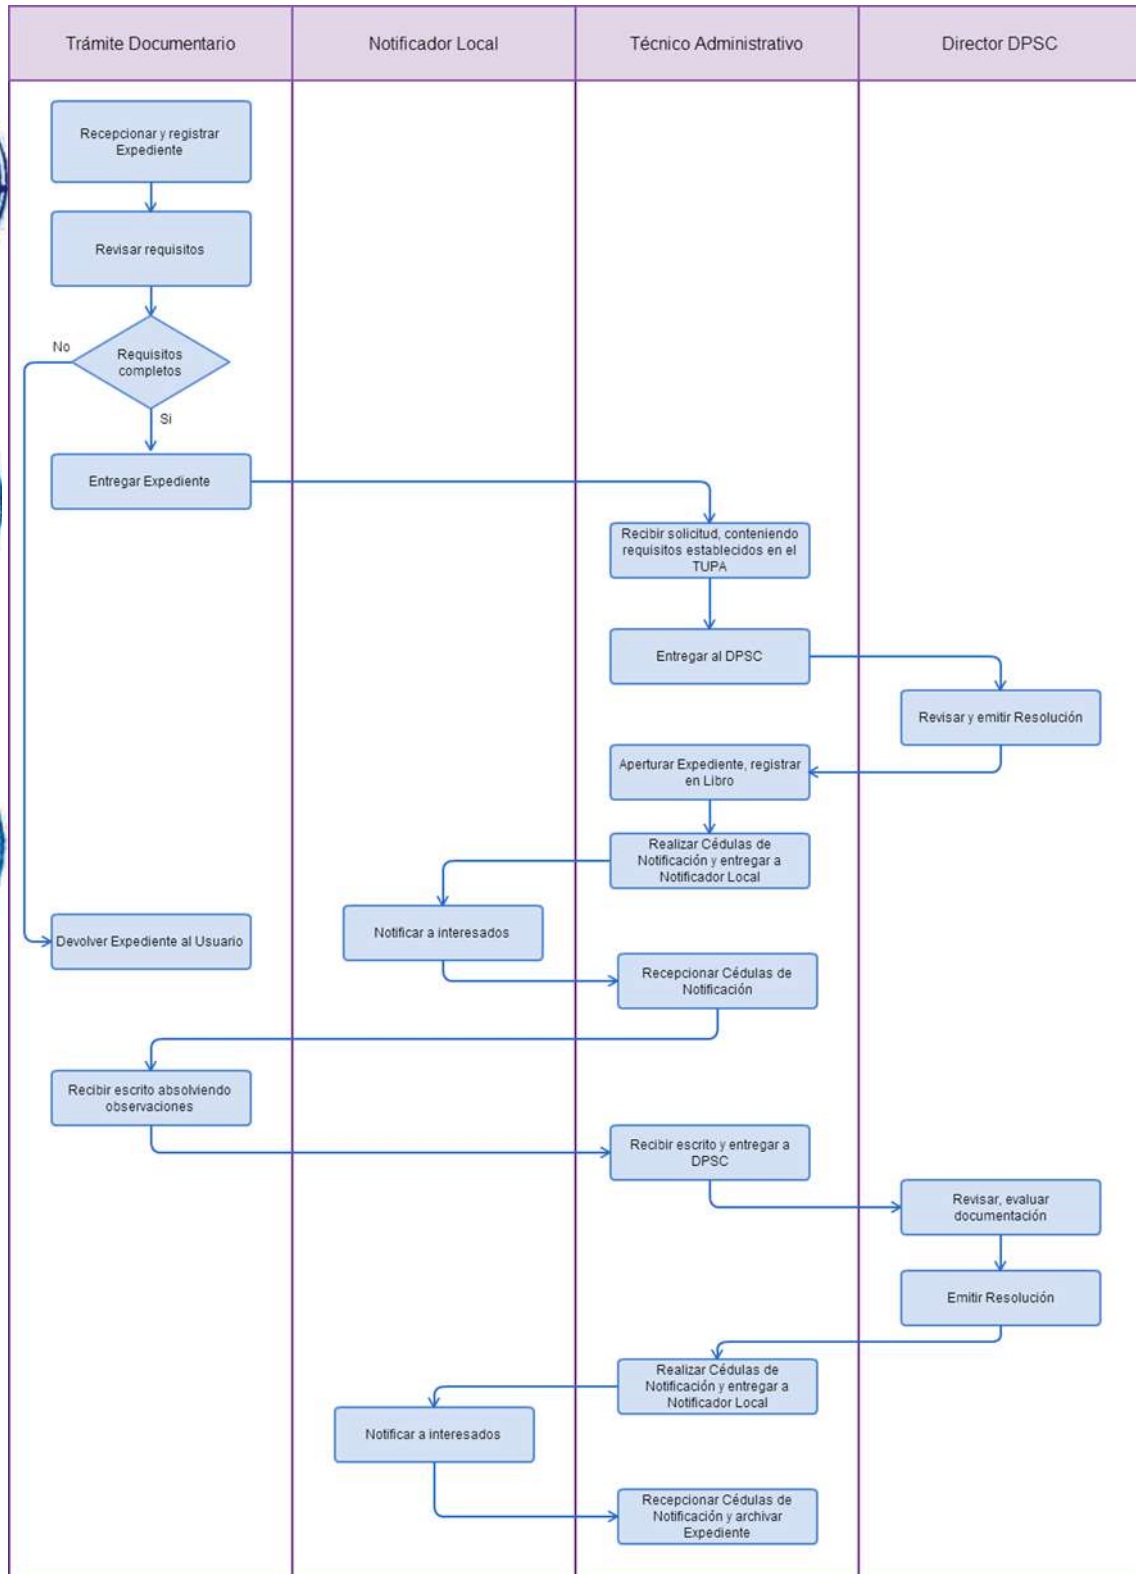 Trámite Documentario
Notificador Local
Técnico Administrativo
Director DPSC
Recepcionar y registrar
Expediente
Revisar requisitos
No
Requisitos
completos
Si
Entregar Expediente
Recibir solicitud, conteniendo
requisitos establecidos en el
TUPA
Entregar al DPSC
Revisar y emitir Resolución
Aperturar Expediente, registrar
en Libro
Realizar Cédulas de
Notificación y entregar a
Notificador Local
Notificar a interesados
Devolver Expediente al Usuario
Recepcionar Cédulas de
Notificación
Recibir escrito absolviendo
observaciones
Recibir escrito y entregar a
DPSC
Revisar, evaluar
documentación
Emitir Resolución
Realizar Cédulas de
Notificación y entregar a
Notificador Local
Notificar a interesados
Recepcionar Cédulas de
Notificación y archivar
Expediente